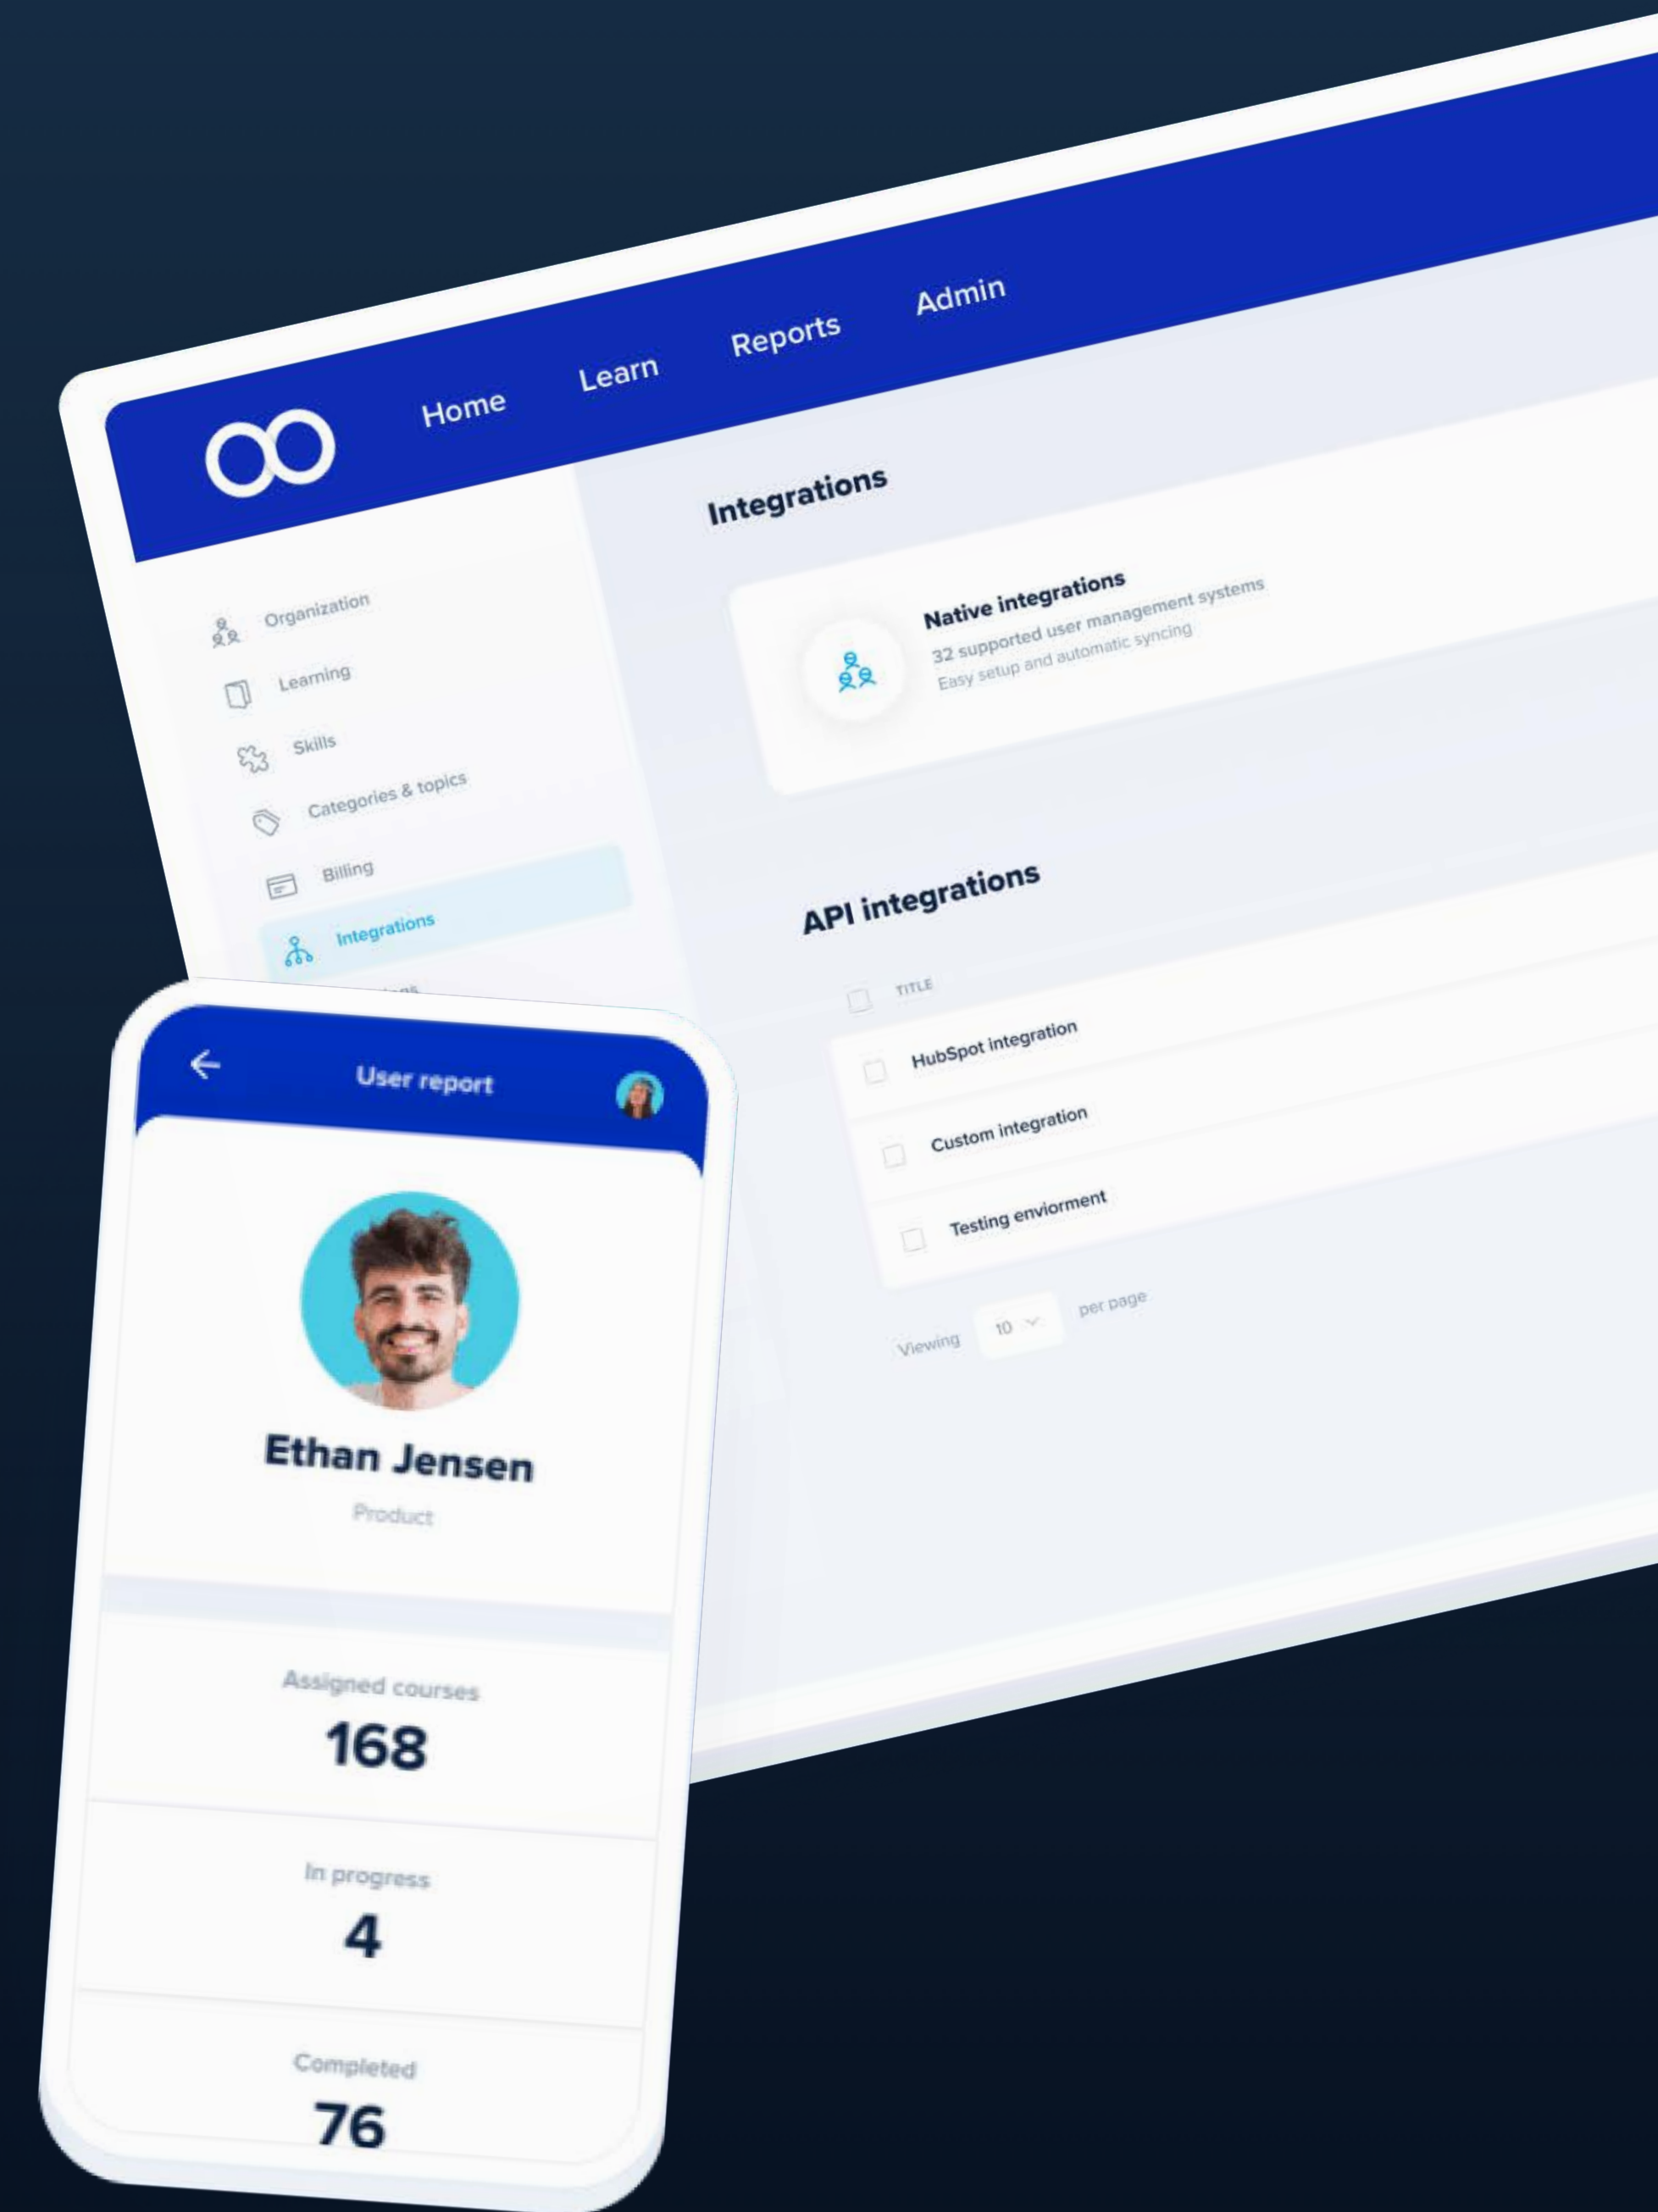 Home
Learn
Reports
Admin
Organization
Learning
Skills
Categories & topics
Billing
Integrations
Integrations
Native integrations
32 supported user management systems
Easy setup and automatic syncing
API integrations
TITLE
HubSpot integration
Custom integration
Testing enviorment
Viewing 10 per page
User report
Ethan Jensen
Product
Assigned courses
168
In progress
4
Completed
76